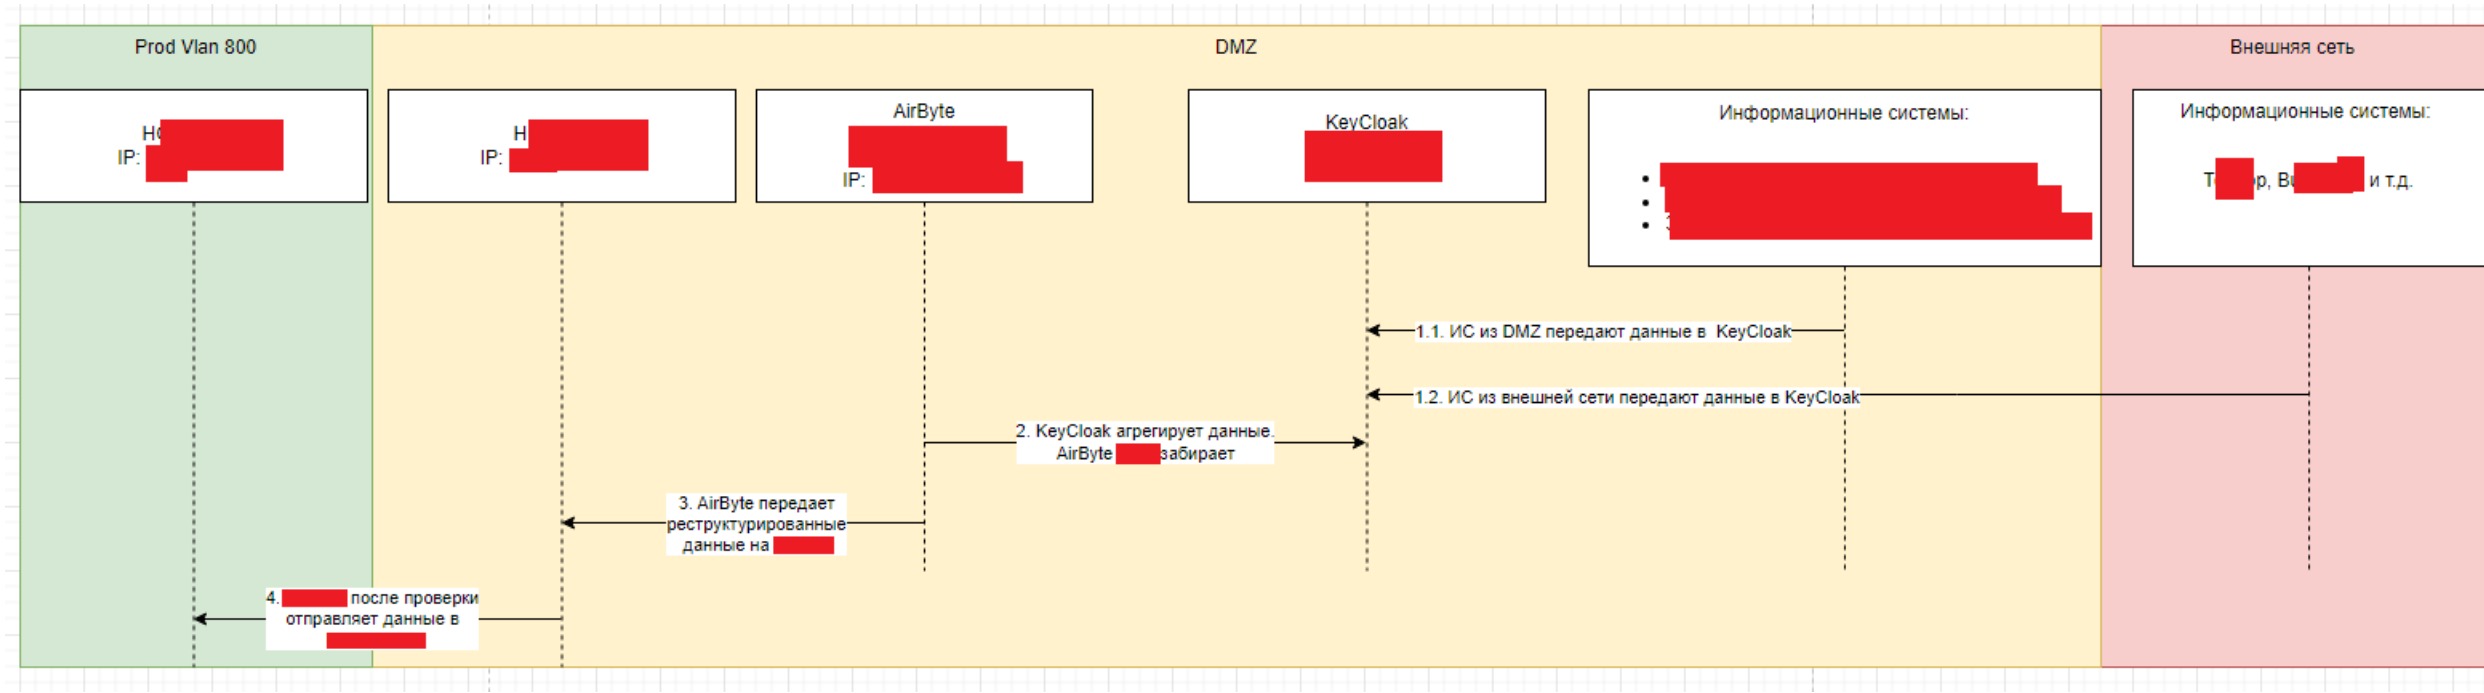 Prod Vlan 800
DMZ
Внешняя сеть
IP:
IP:
AirByte
IP:
KeyCloak
Информационные системы:
Информационные системы:
и т.д.
1.1. ИС из DMZ передают данные в KeyCloak
1.2. ИС из внешней сети передают данные в KeyCloak
2. KeyCloak агрегирует данные.
AirByte забирает
3. AirByte передает
реструктурированные
данные на
4. после проверки
отправляет данные в